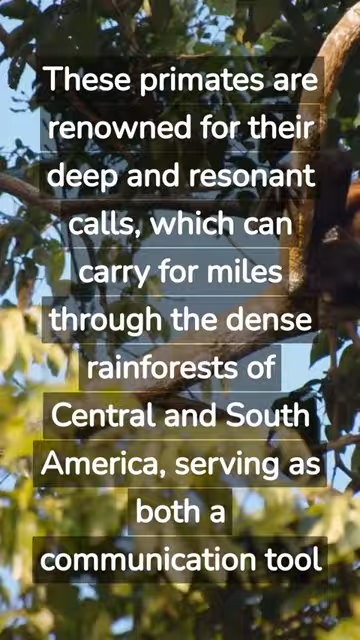 These primates are
renowned for their
deep and resonant
calls, which can
carry for miles
through the dense
rainforests of
Central and South
America, serving as
both a
communication tool